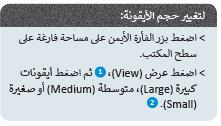 لتغيير حجم الأيقونة:
> اضغط بزر الفأرة الأيمن على مساحة فارغة على
سطح المكتب.
> اضغط عرض (View)، 1 ثم اضغط أيقونات
كبيرة (Large)، متوسطة (Medium) أو صغيرة
(Small). 2